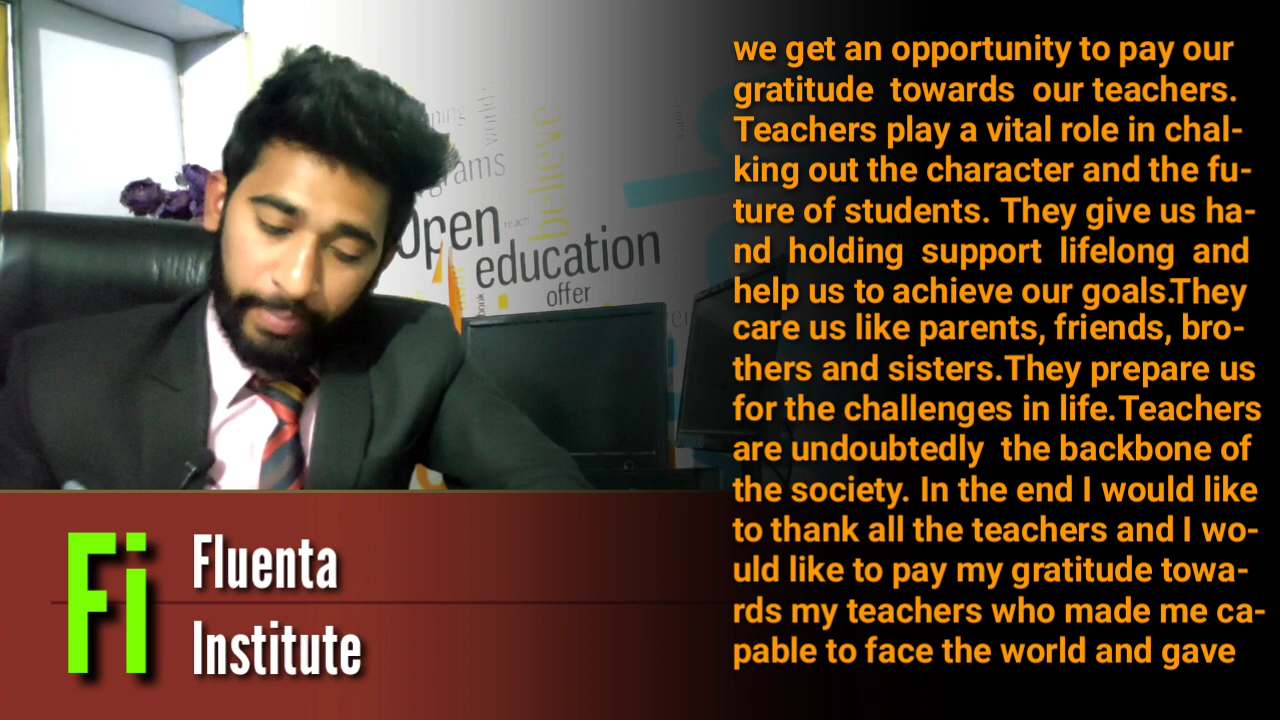 ams
believe
open
reach
education
offer
book
we get an opportunity to pay our
gratitude towards our teachers.
Teachers play a vital role in chal-
king out the character and the fu-
ture of students. They give us ha-
nd holding support lifelong and
help us to achieve our goals.They
care us like parents, friends, bro-
thers and sisters.They prepare us
for the challenges in life.Teachers
are undoubtedly the backbone of
the society. In the end I would like
to thank all the teachers and I wo-
uld like to pay my gratitude towa-
rds my teachers who made me ca-
pable to face the world and gave
Fi
Fluenta
Institute